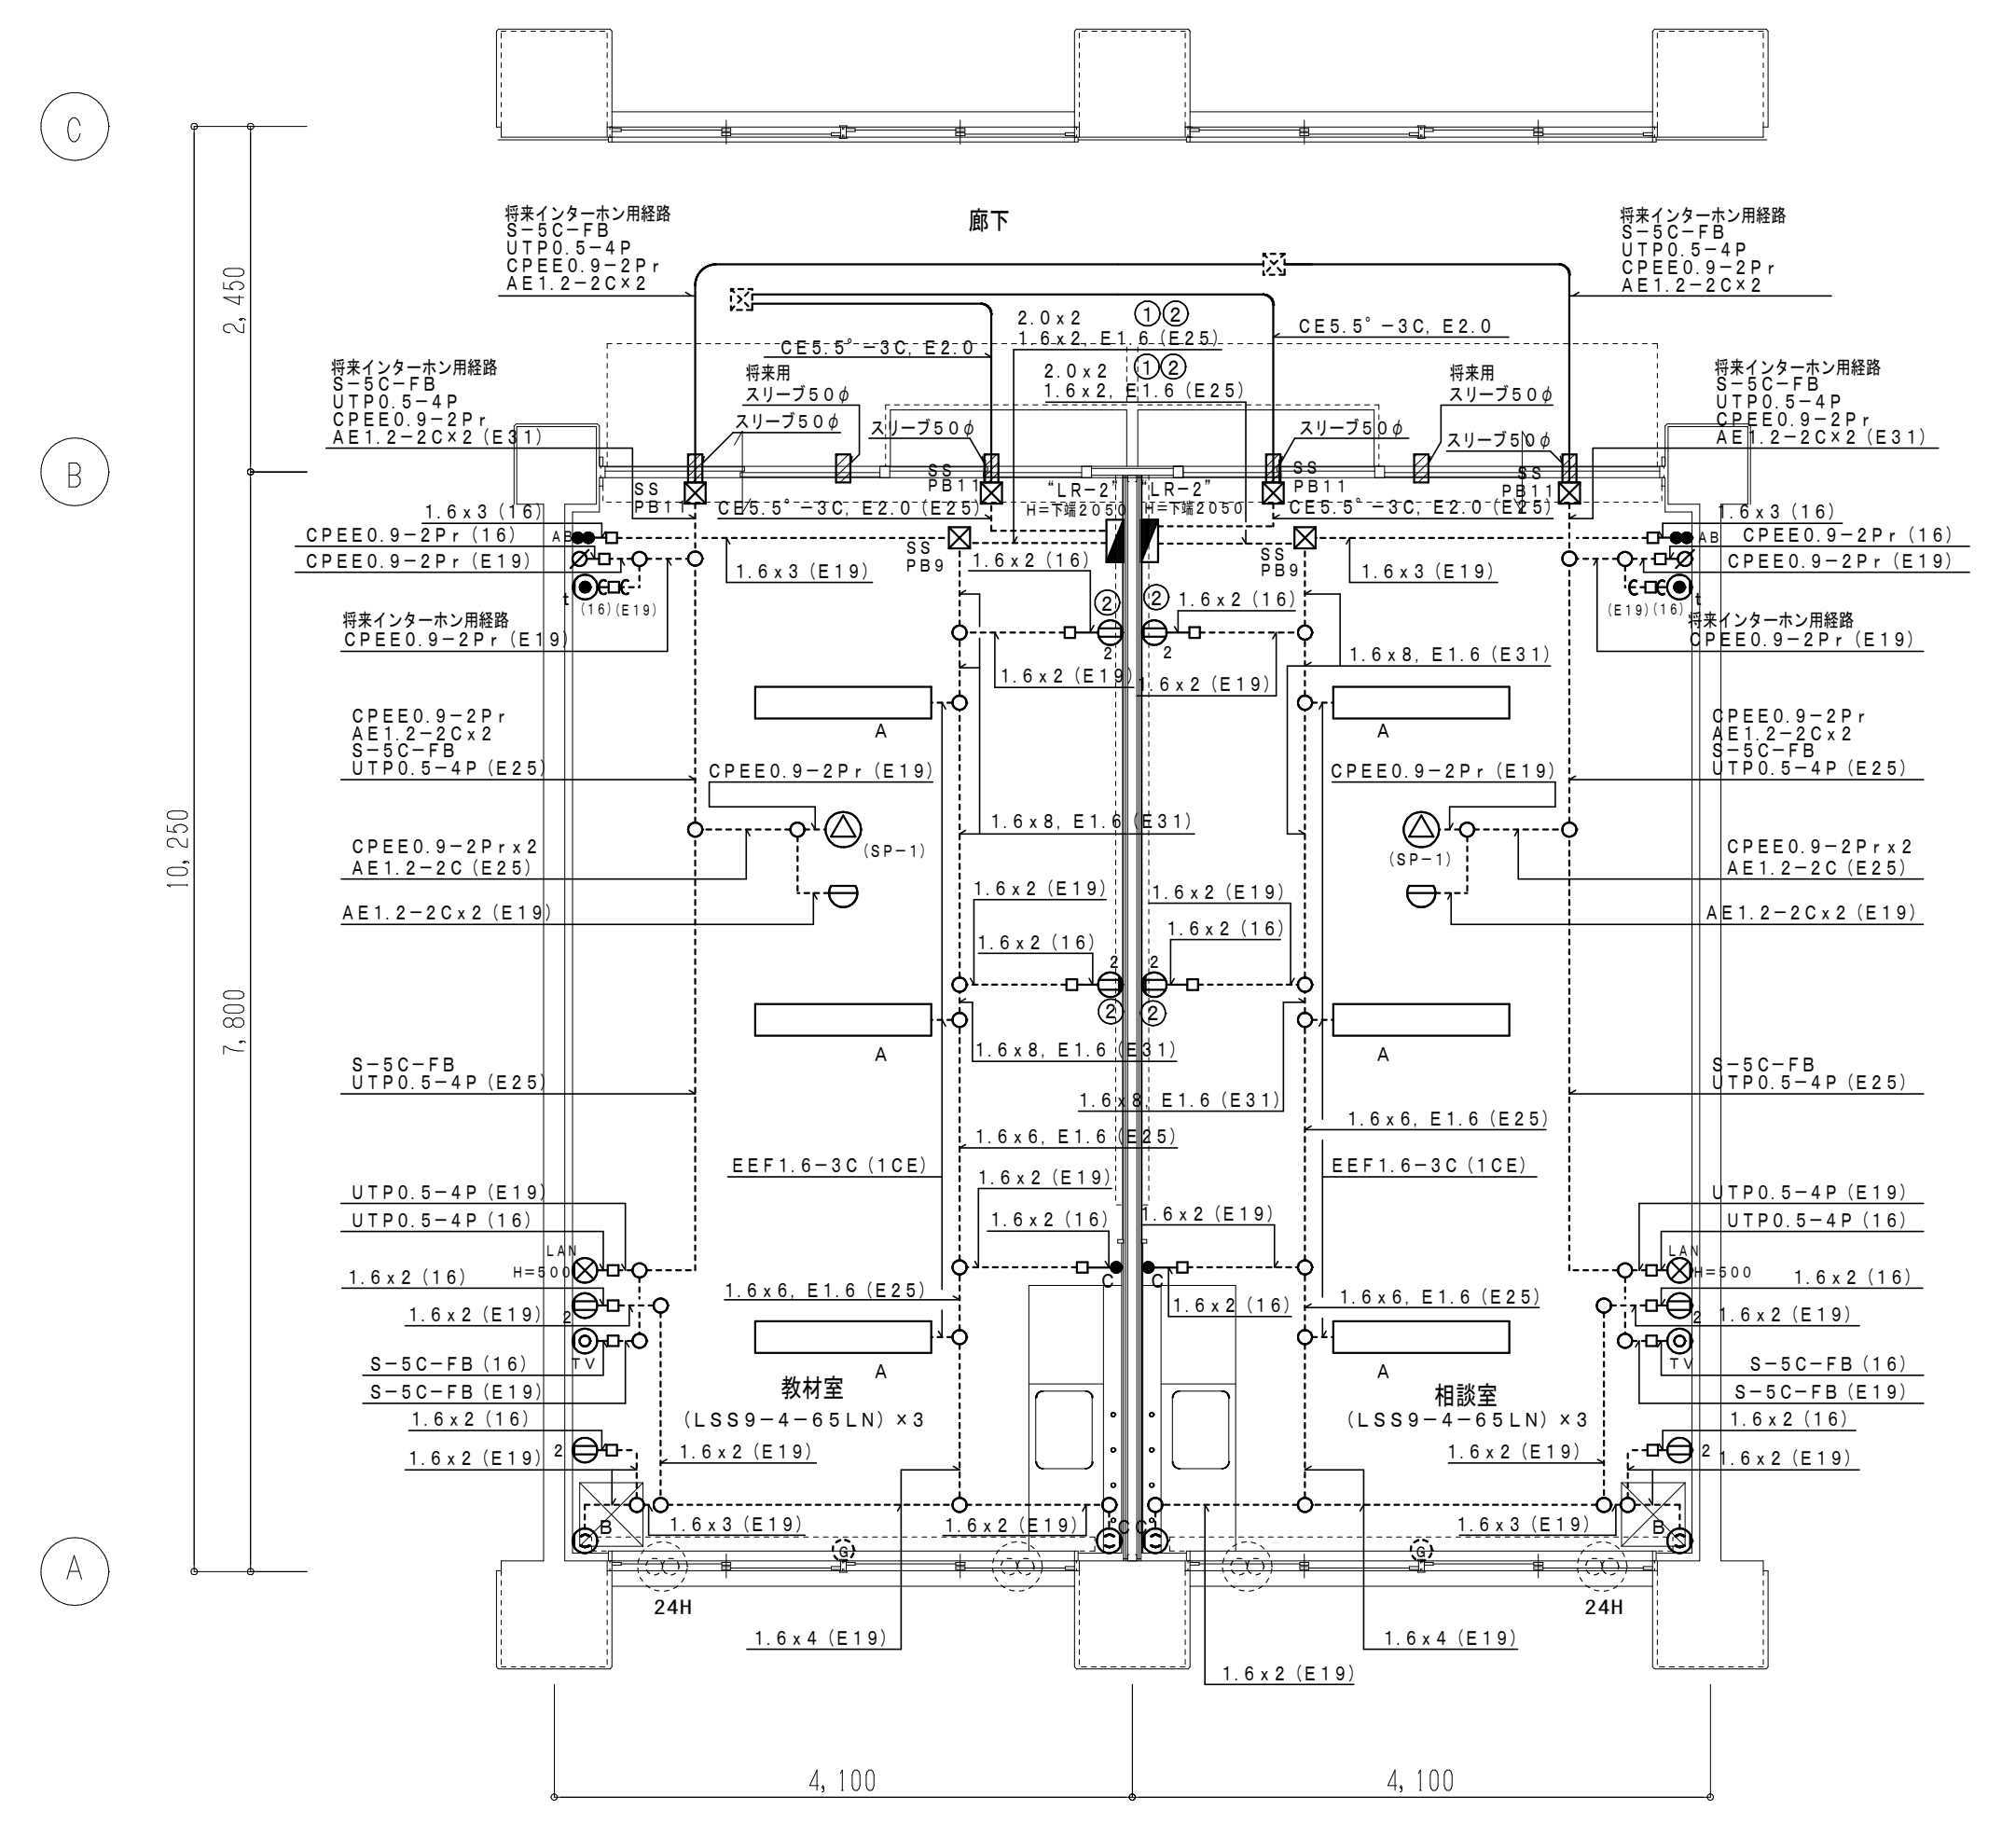 C
廊下
将来インターホン用経路
S-5C-FB
UTP0.5-4P
CPEE0.9-2Pr
AE1.2-2C×2
将来インターホン用経路
S-5C-FB
UTP0.5-4P
CPEE0.9-2Pr
AE1.2-2C×2
2,450
2.0x2 ① ②
1.6x2, E1.6 (E25)
CE5.5°-3C, E2.0
CE5.5°-3C, E2.0
2.0x2 ① ②
1.6x2, E1.6 (E25)
将来インターホン用経路
S-5C-FB
UTP0.5-4P
CPEE0.9-2Pr
AE1.2-2C×2 (E31)
将来用
スリーブ50φ
スリーブ50φ
スリーブ50φ
将来用
スリーブ50φ
スリーブ50φ
スリーブ50φ
将来インターホン用経路
S-5C-FB
UTP0.5-4P
CPEE0.9-2Pr
AE1.2-2C×2 (E31)
B
SS
PB11
SS
PB11
SS
PB11
SS
PB11
"LR-2"
H=下端2050
"LR-2"
H=下端2050
CE5.5°-3C, E2.0 (E25)
CE5.5°-3C, E2.0 (E25)
1.6x3 (16)
CPEE0.9-2Pr (16)
CPEE0.9-2Pr (E19)
AB
t
(16) (E19)
1.6x3 (E19)
SS
PB9
1.6x2 (16)
SS
PB9
1.6x3 (E19)
1.6x3 (16)
AB
CPEE0.9-2Pr (16)
CPEE0.9-2Pr (E19)
t
(E19) (16)
将来インターホン用経路
CPEE0.9-2Pr (E19)
②
2
②
2
1.6x2 (16)
1.6x2 (E19)
1.6x2 (E19)
1.6x8, E1.6 (E31)
将来インターホン用経路
CPEE0.9-2Pr (E19)
A
A
CPEE0.9-2Pr
AE1.2-2Cx2
S-5C-FB
UTP0.5-4P (E25)
CPEE0.9-2Pr (E19)
CPEE0.9-2Pr (E19)
CPEE0.9-2Pr
AE1.2-2Cx2
S-5C-FB
UTP0.5-4P (E25)
10,250
1.6x8, E1.6 (E31)
(SP-1)
(SP-1)
CPEE0.9-2Prx2
AE1.2-2C (E25)
AE1.2-2Cx2 (E19)
CPEE0.9-2Prx2
AE1.2-2C (E25)
AE1.2-2Cx2 (E19)
1.6x2 (E19)
1.6x2 (E19)
1.6x2 (16)
1.6x2 (16)
2
②
2
②
7,800
A
A
1.6x8, E1.6 (E31)
1.6x8, E1.6 (E31)
S-5C-FB
UTP0.5-4P (E25)
S-5C-FB
UTP0.5-4P (E25)
1.6x6, E1.6 (E25)
1.6x6, E1.6 (E25)
EEF1.6-3C (1CE)
EEF1.6-3C (1CE)
1.6x2 (E19)
1.6x2 (16)
1.6x2 (E19)
UTP0.5-4P (E19)
UTP0.5-4P (16)
UTP0.5-4P (E19)
UTP0.5-4P (16)
LAN
H=500
LAN
H=500
1.6x2 (16)
1.6x2 (E19)
2
C
C
1.6x6, E1.6 (E25)
1.6x2 (16)
1.6x6, E1.6 (E25)
1.6x2 (16)
1.6x2 (E19)
2
TV
TV
S-5C-FB (16)
S-5C-FB (E19)
S-5C-FB (16)
S-5C-FB (E19)
A
A
教材室
(LSS9-4-65LN) ×3
相談室
(LSS9-4-65LN) ×3
1.6x2 (16)
1.6x2 (E19)
2
1.6x2 (E19)
1.6x2 (E19)
1.6x2 (16)
2
1.6x2 (E19)
B
1.6x3 (E19)
1.6x2 (E19)
C
C
1.6x3 (E19)
B
G
G
A
24H
24H
1.6x4 (E19)
1.6x4 (E19)
1.6x2 (E19)
4,100
4,100